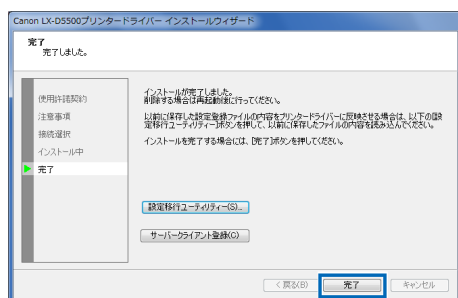 Canon LX-D5500プリンタードライバー インストールウィザード
完了
完了しました。
使用許諾契約
注意事項
接続選択
インストール中
完了
インストールが完了しました。
削除する場合は再起動後に行ってください。
以前に保存した設定登録ファイルの内容をプリンタードライバーに反映させる場合は、以下の[設
定移行ユーティリティー]ボタンを押して、以前に保存したファイルの内容を読み込んでください。
インストールを完了する場合には、[完了]ボタンを押してください。
設定移行ユーティリティー(S)...
サーバークライアント登録(C)
< 戻る(B)
完了
キャンセル